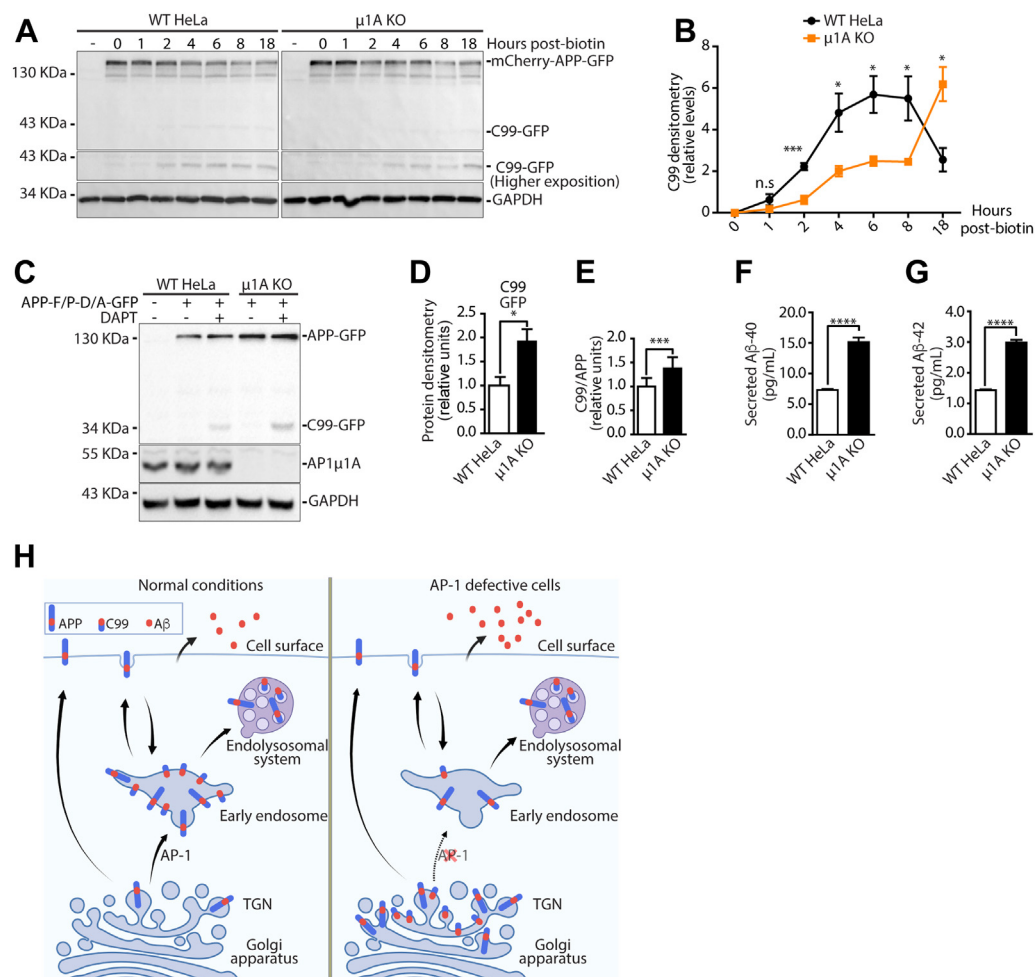 A
WT HeLa
μ1A KO
- 0 1 2 4 6 8 18 - 0 1 2 4 6 8 18 Hours post-biotin
130 KDa
mCherry-APP-GFP
43 KDa
C99-GFP
43 KDa
C99-GFP
(Higher exposition)
34 KDa
GAPDH
B
WT HeLa
μ1A KO
C99 densitometry
(relative levels)
8
6
4
2
0
n.s
***
*
*
*
*
0 1 2 4 6 8 18
Hours
post-biotin
C
WT HeLa
μ1A KO
APP-F/P-D/A-GFP - + + + +
DAPT - - + - +
130 KDa
APP-GFP
34 KDa
C99-GFP
55 KDa
AP1μ1A
43 KDa
GAPDH
D
C99
GFP
*
Protein densitometry
(relative units)
2.5
2.0
1.5
1.0
0.5
0.0
WT HeLa
μ1A KO
E
***
C99/APP
(relative units)
2.0
1.5
1.0
0.5
0.0
WT HeLa
μ1A KO
F
****
Secreted Aβ-40
(pg/mL)
20.0
15.0
10.0
5.0
0.0
WT HeLa
μ1A KO
G
****
Secreted Aβ-42
(pg/mL)
4.0
3.0
2.0
1.0
0.0
WT HeLa
μ1A KO
H
Normal conditions
APP
C99
Aβ
Cell surface
Endolysosomal
system
Early endosome
AP-1
TGN
Golgi
apparatus
AP-1 defective cells
Cell surface
Endolysosomal
system
Early endosome
AP-1
TGN
Golgi
apparatus